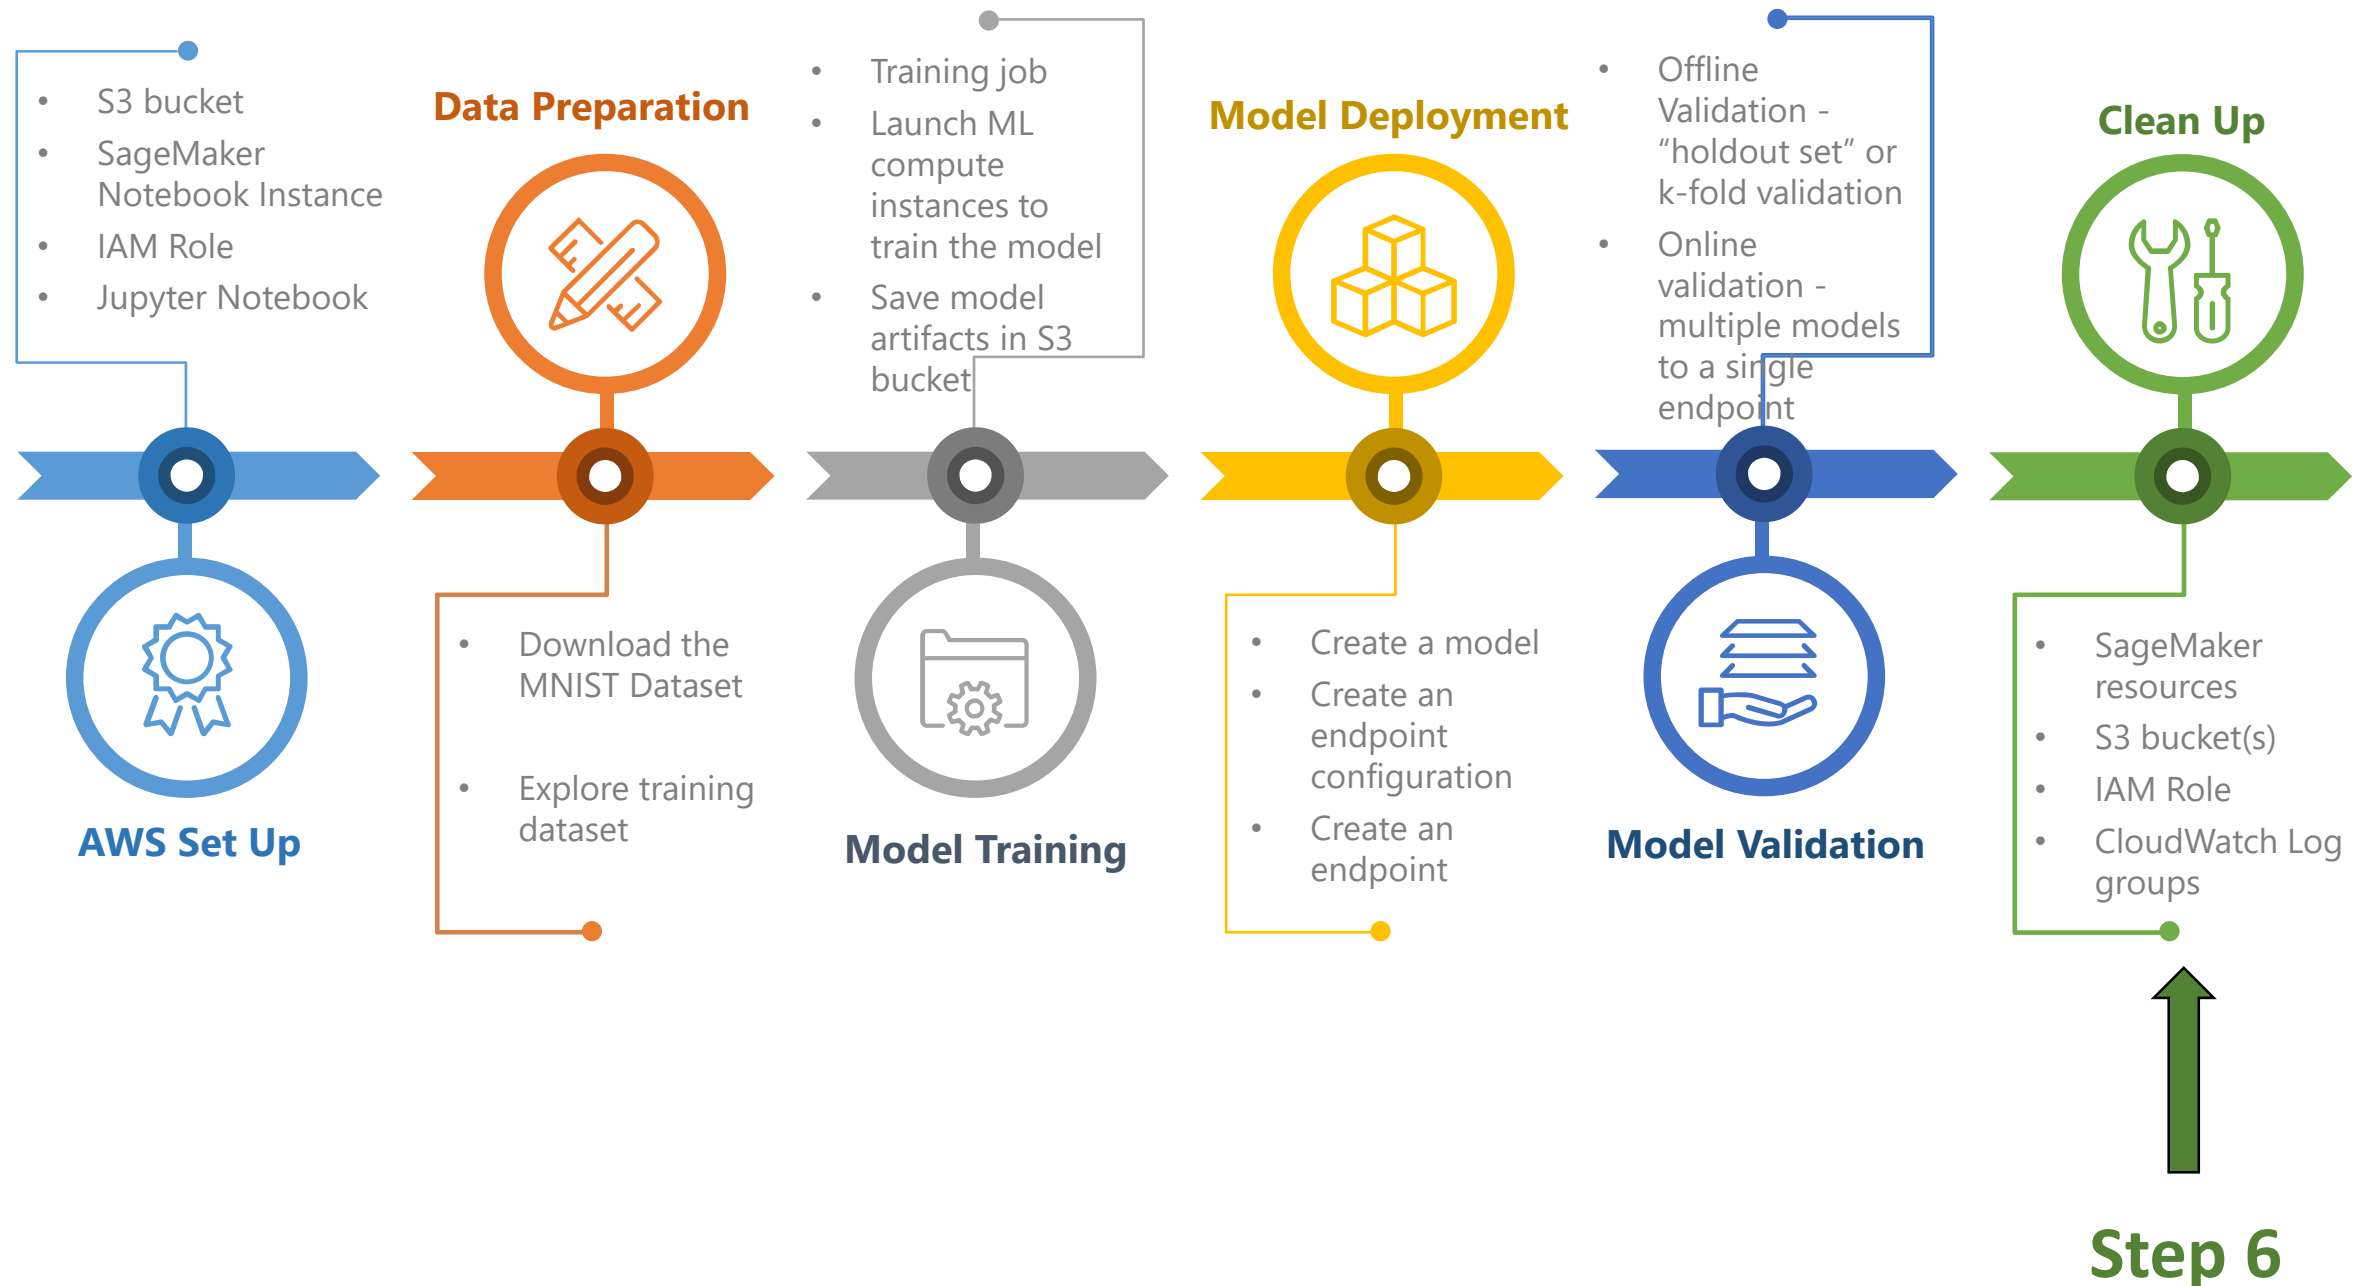 • S3 bucket
• SageMaker
Notebook Instance
• IAM Role
• Jupyter Notebook
AWS Set Up
Data Preparation
• Download the
MNIST Dataset
• Explore training
dataset
• Training job
• Launch ML
compute
instances to
train the model
• Save model
artifacts in S3
bucket
Model Training
Model Deployment
• Create a model
• Create an
endpoint
configuration
• Create an
endpoint
• Offline
Validation -
“holdout set” or
k-fold validation
• Online
validation -
multiple models
to a single
endpoint
Model Validation
Clean Up
• SageMaker
resources
• S3 bucket(s)
• IAM Role
• CloudWatch Log
groups
Step 6